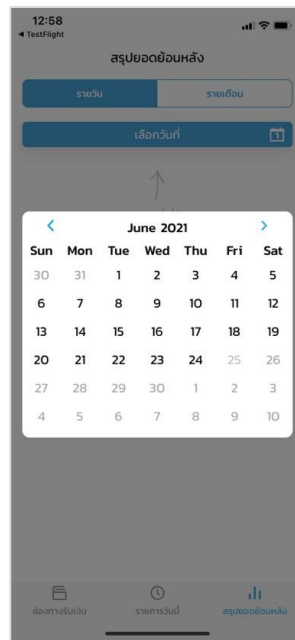 12:58
◀ TestFlight
สรุปยอดย้อนหลัง
รายวัน รายเดือน
เลือกวันที่ 1
June 2021
Sun Mon Tue Wed Thu Fri Sat
30 31 1 2 3 4 5
6 7 8 9 10 11 12
13 14 15 16 17 18 19
20 21 22 23 24 25 26
27 28 29 30 1 2 3
4 5 6 7 8 9 10
ช่องทางรับเงิน รายการวันนี้ สรุปยอดย้อนหลัง